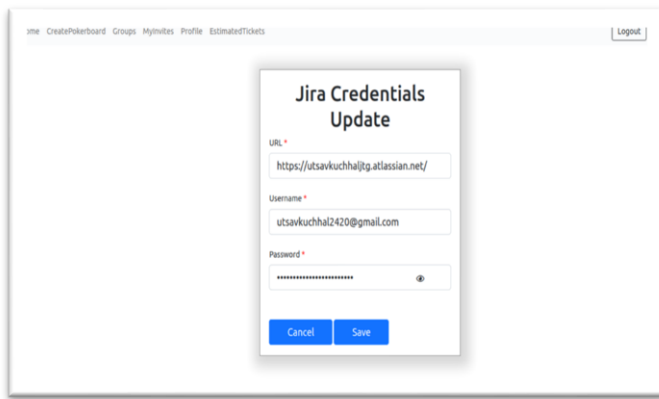 ome CreatePokerboard Groups MyInvites Profile EstimatedTickets Logout
Jira Credentials
Update
URL *
https://utsavkuchhaljtg.atlassian.net/
Username *
utsavkuchhal2420@gmail.com
Password *
••••••••••••••••••••••••
Cancel Save